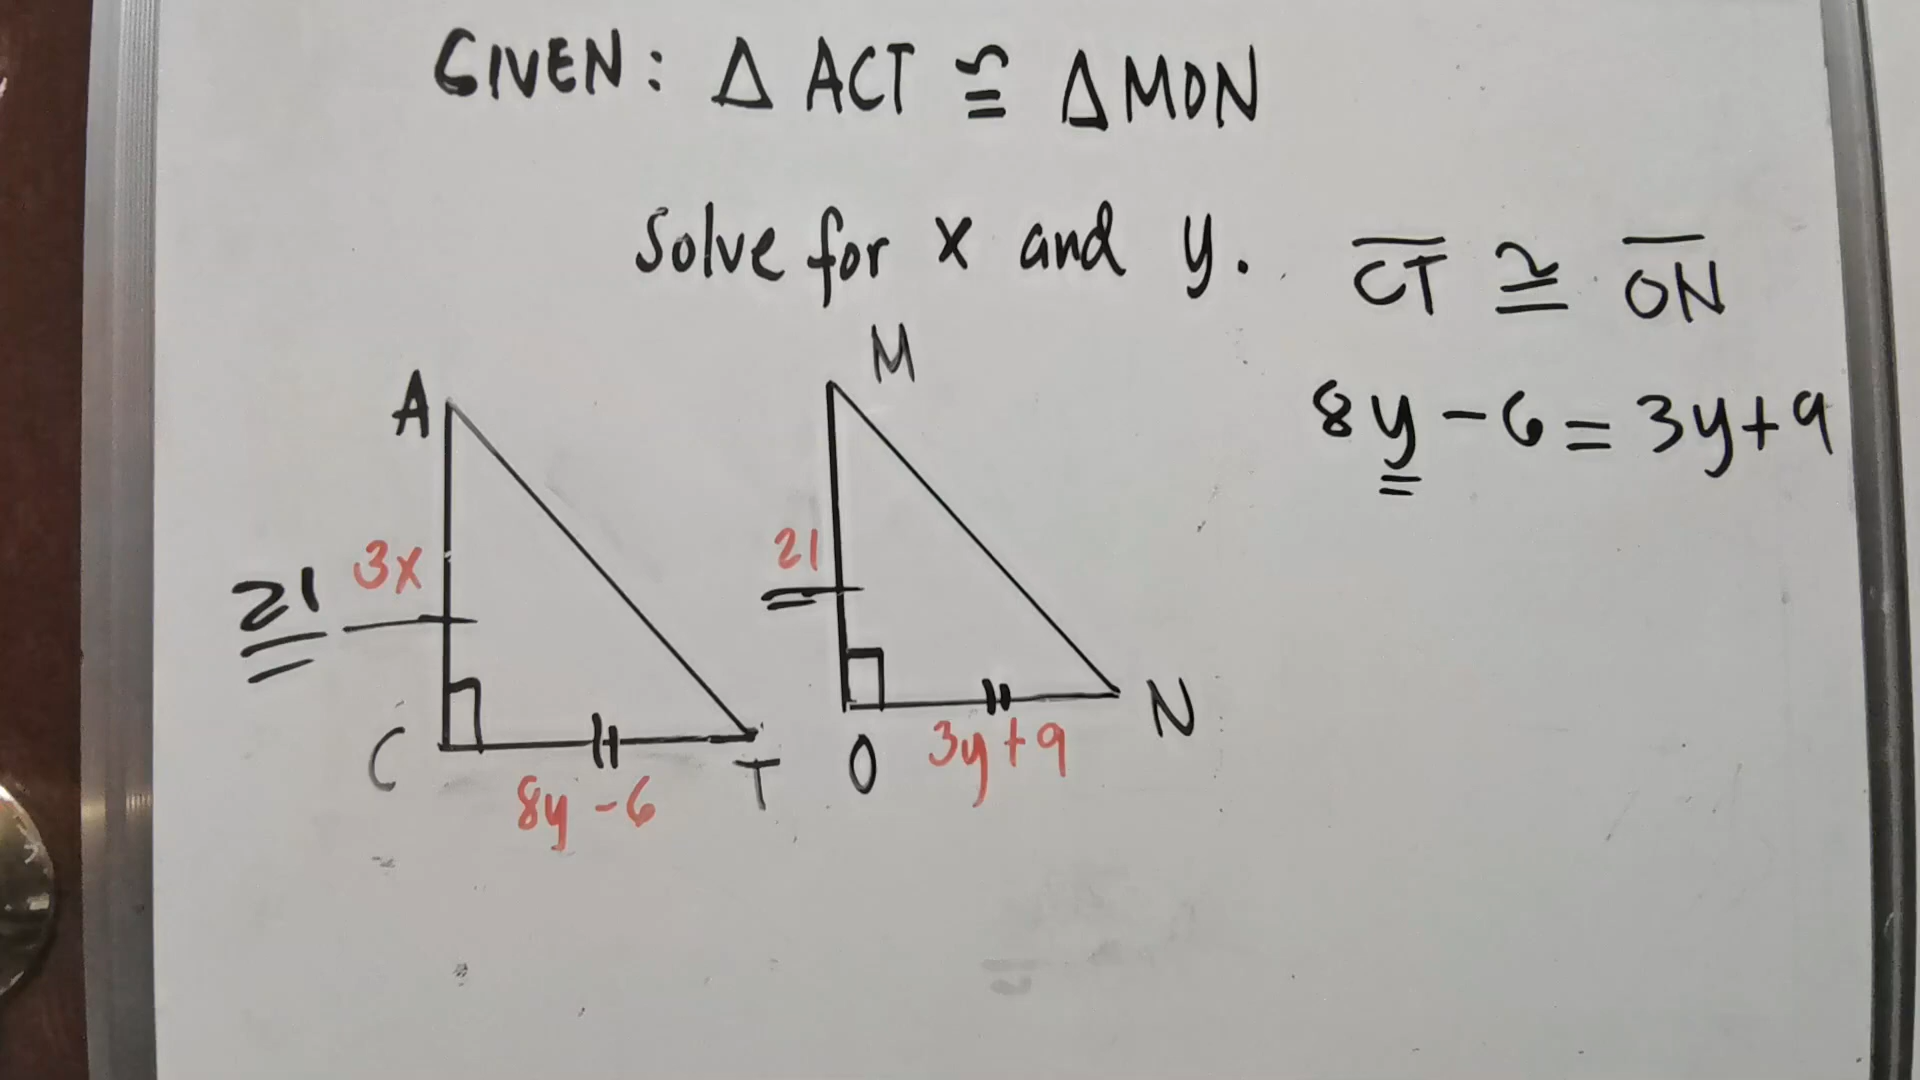 GIVEN: Δ ACT ≅ Δ MON
Solve for x and y.
CT ≅ ON
8y - 6 = 3y + 9
A
M
21
3x
21
C
T
O
N
8y - 6
3y + 9